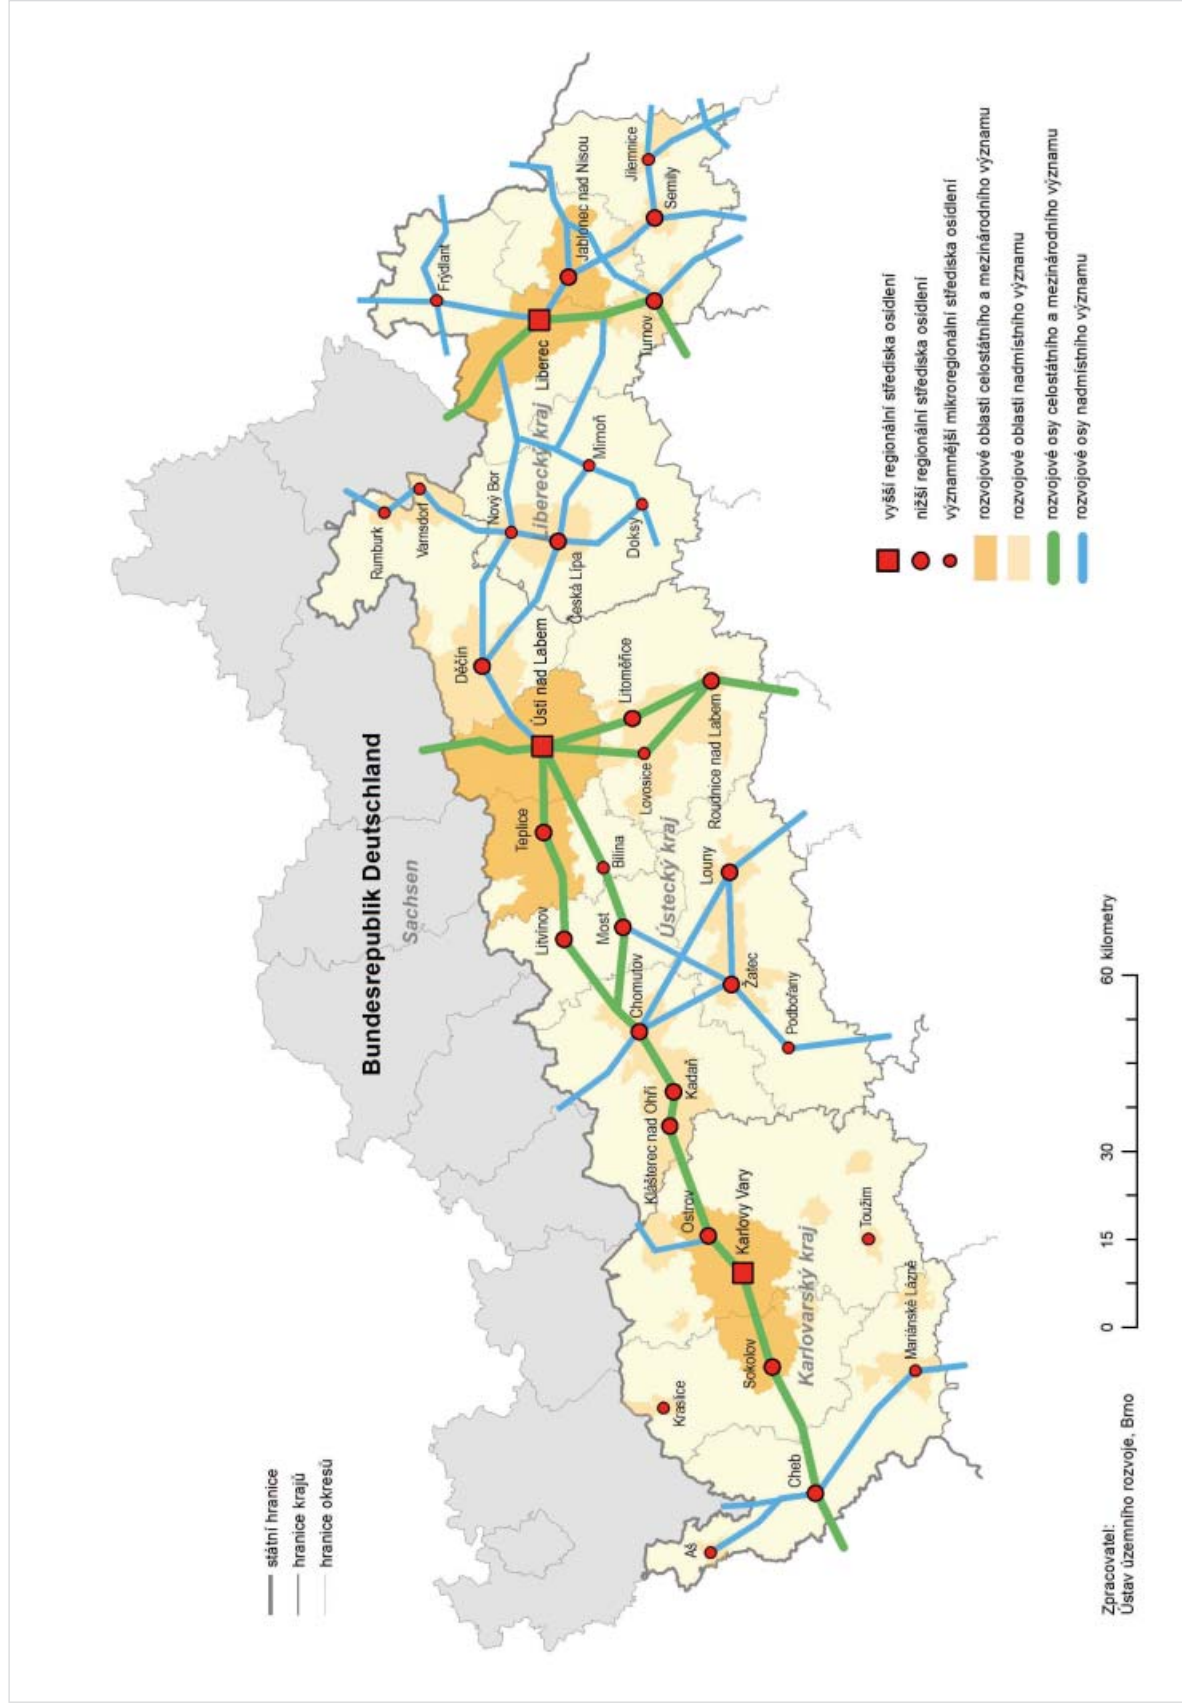 státní hranice
hranice krajů
hranice okresů
Bundesrepublik Deutschland
Sachsen
Frýdlant
Rumburk
Varnsdorf
Jablonec nad Nisou
Liberec
Jilemnice
Semily
Turnov
Nový Bor
Liberecký kraj
Mimoň
Česká Lípa
Doksy
Děčín
Ústí nad Labem
Litoměřice
Lovosice
Roudnice nad Labem
Teplice
Bílina
Ústecký kraj
Litvínov
Most
Louny
Chomutov
Žatec
Podbořany
Kadaň
Klášterec nad Ohří
Ostrov
Karlovy Vary
Karlovarský kraj
Toužim
Mariánské Lázně
Sokolov
Kraslice
Cheb
Aš
vyšší regionální střediska osídlení
nižší regionální střediska osídlení
významnější mikroregionální střediska osídlení
rozvojové oblasti celostátního a mezinárodního významu
rozvojové oblasti nadmístního význam
rozvojové osy celostátního a mezinárodního významu
rozvojové osy nadmístního významu
0 15 30 60 kilometry
Zpracovatel:
Ústav územního rozvoje, Brno